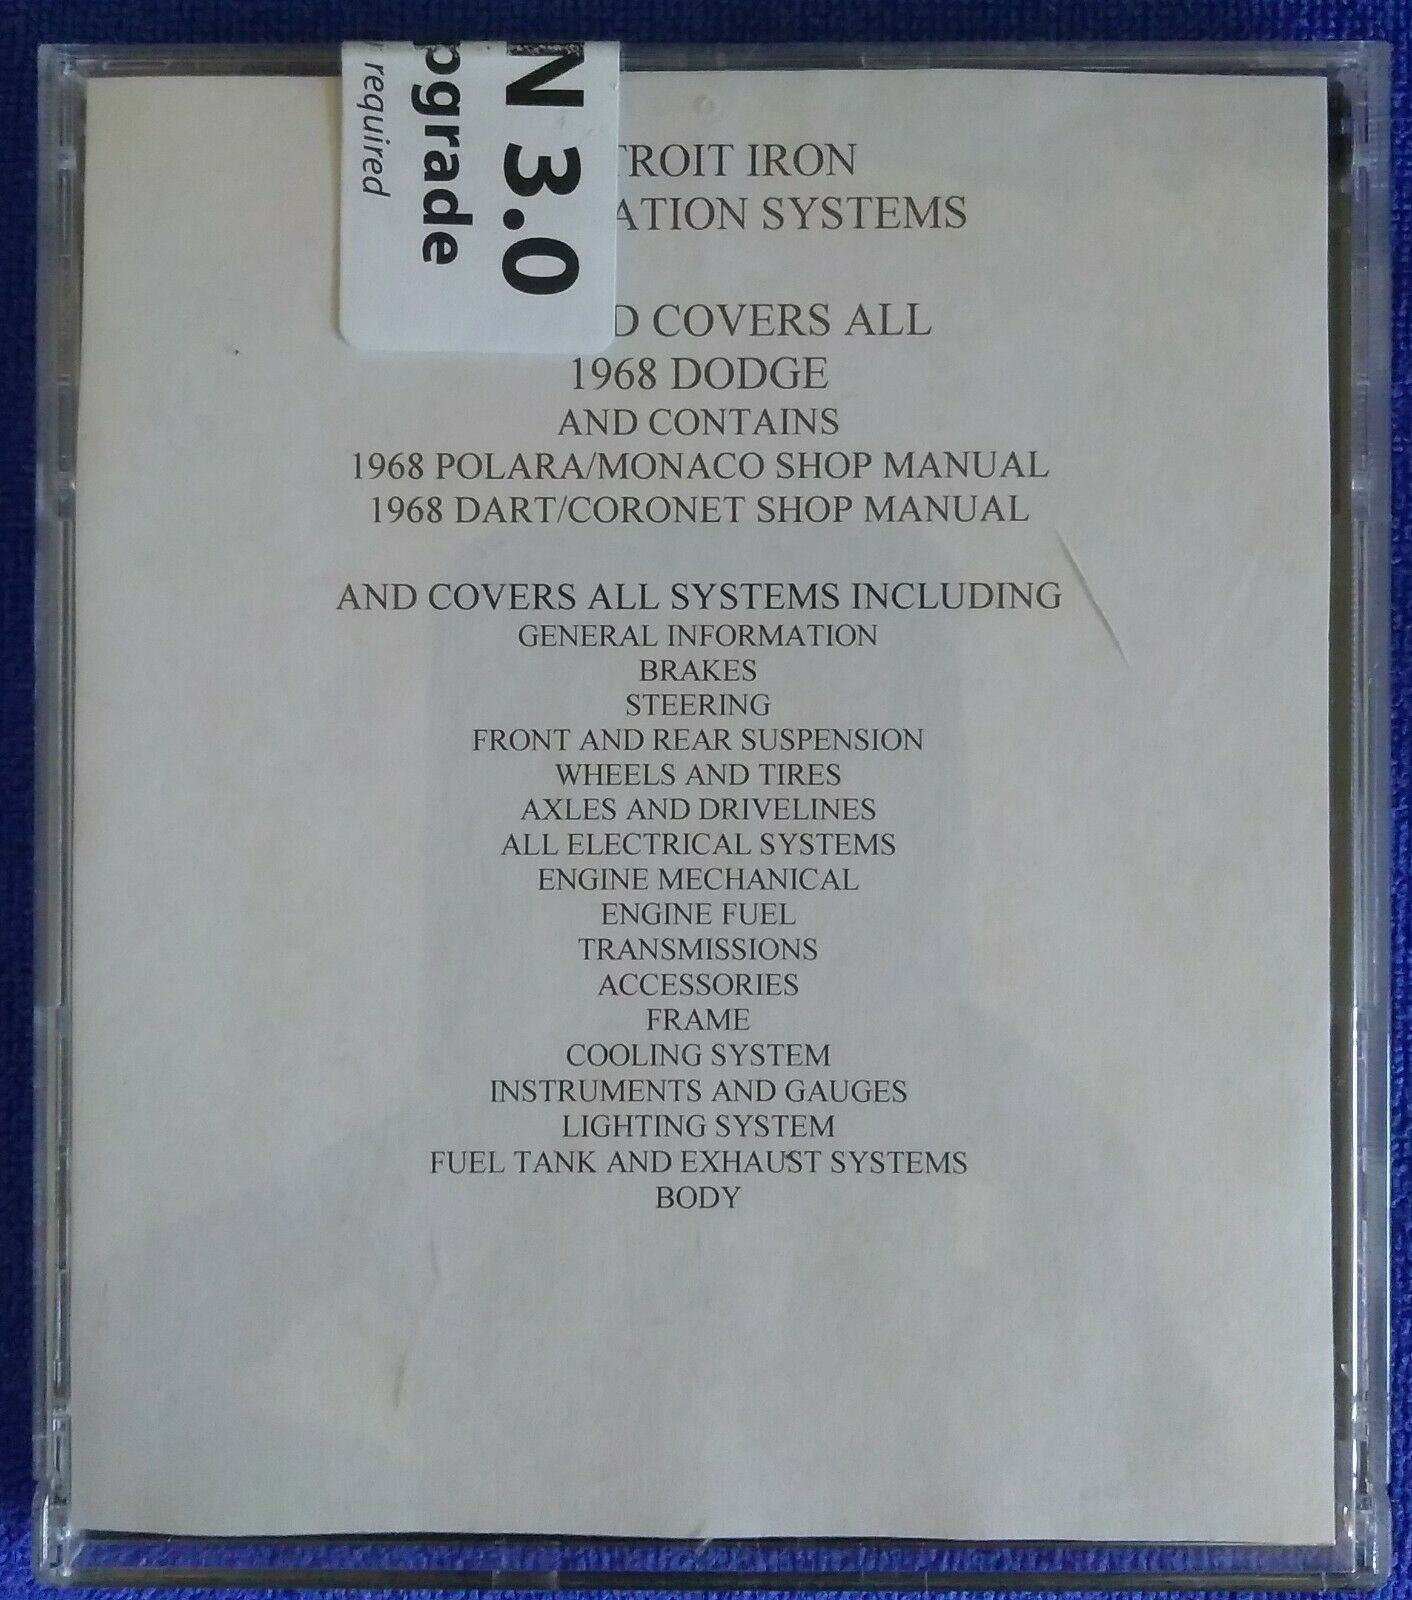 N 3.0
pgrade
required
TROIT IRON
ATION SYSTEMS
D COVERS ALL
1968 DODGE
AND CONTAINS
1968 POLARA/MONACO SHOP MANUAL
1968 DART/CORONET SHOP MANUAL
AND COVERS ALL SYSTEMS INCLUDING
GENERAL INFORMATION
BRAKES
STEERING
FRONT AND REAR SUSPENSION
WHEELS AND TIRES
AXLES AND DRIVELINES
ALL ELECTRICAL SYSTEMS
ENGINE MECHANICAL
ENGINE FUEL
TRANSMISSIONS
ACCESSORIES
FRAME
COOLING SYSTEM
INSTRUMENTS AND GAUGES
LIGHTING SYSTEM
FUEL TANK AND EXHAUST SYSTEMS
BODY